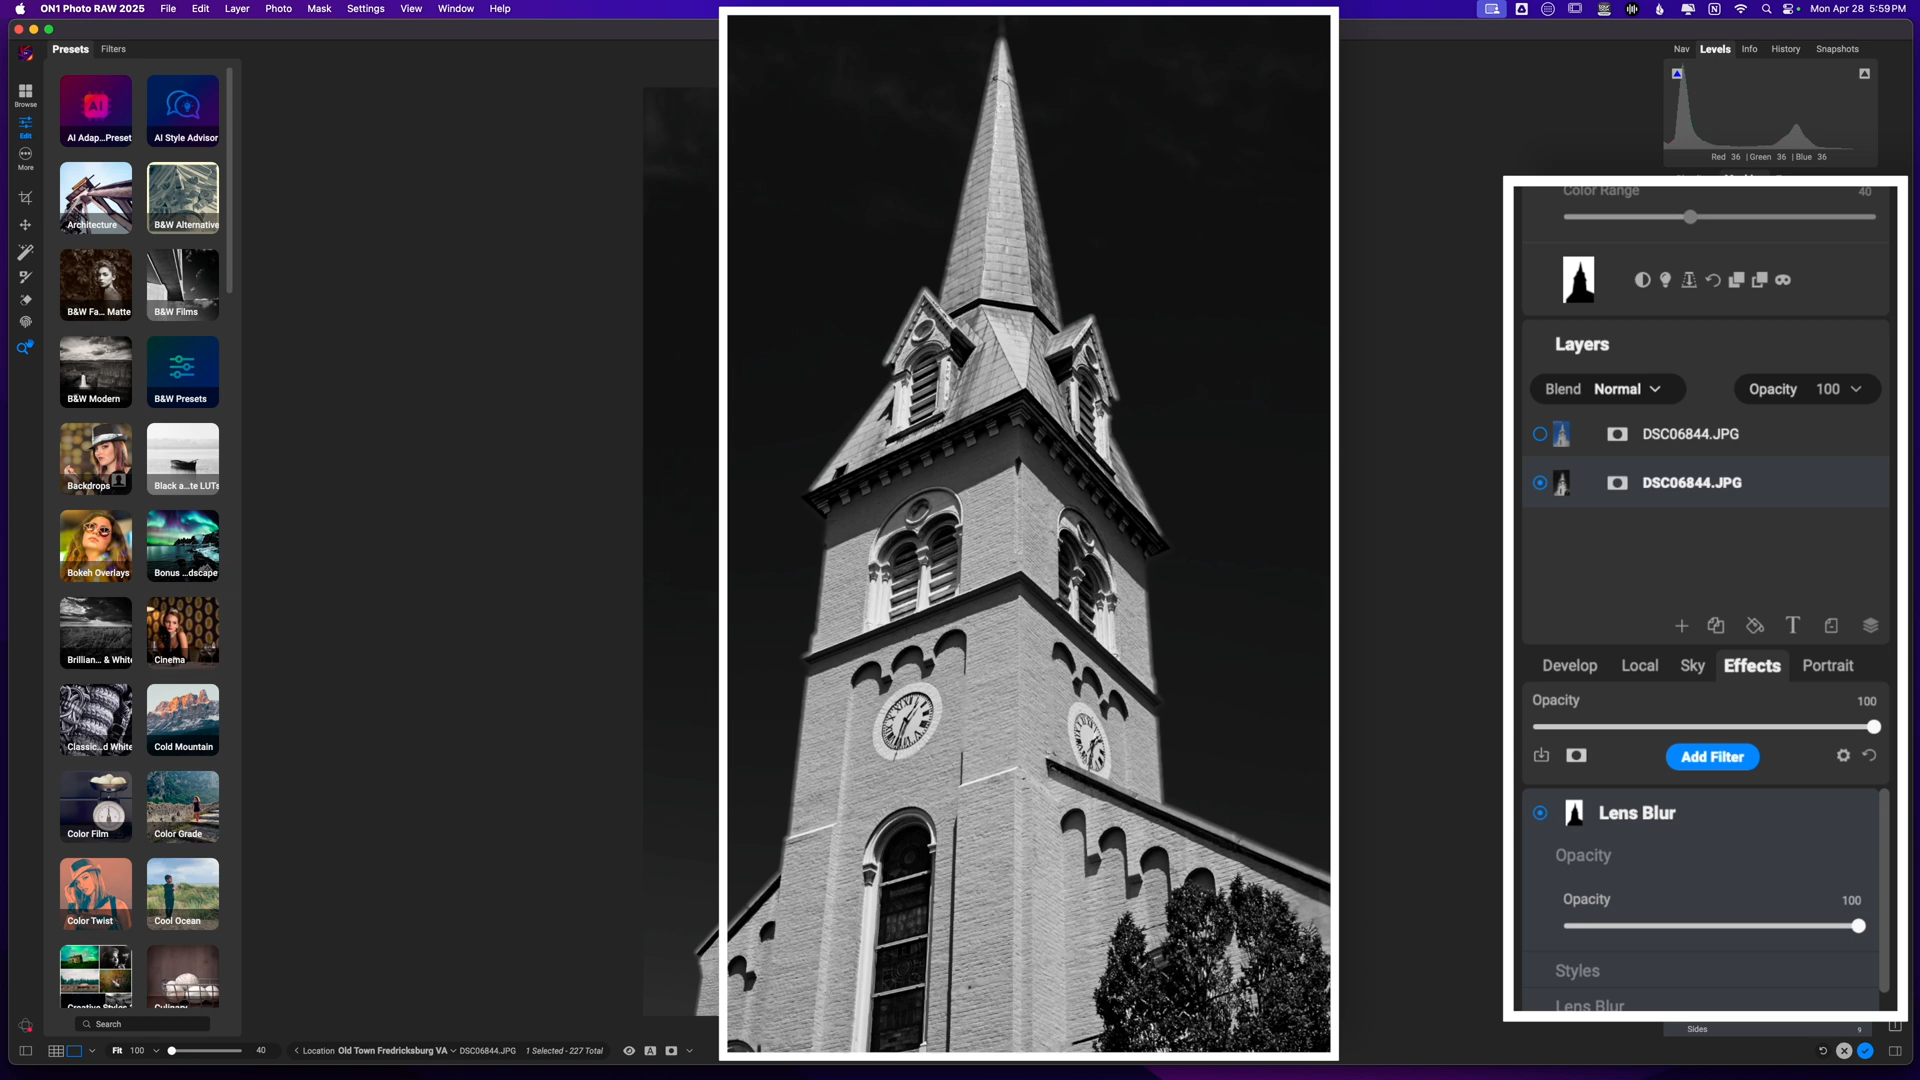 ON1 Photo RAW 2025 File Edit Layer Photo Mask Settings View Window Help
Mon Apr 28 5:59 PM
Presets Filters
Browse
Edit
More
AI Adap...Preset AI Style Advisor
Architecture B&W Alternative
B&W Fa... Matte B&W Films
B&W Modern B&W Presets
Backdrops Black a...te LUTs
Bokeh Overlays Bonus ...dscape
Brillian... & White Cinema
Classic...d White Cold Mountain
Color Film Color Grade
Color Twist Cool Ocean
Creative Styles Culinary
Search
Fit 100 40 Location Old Town Fredricksburg VA DSC06844.JPG 1 Selected - 227 Total
Nav Levels Info History Snapshots
Red 36 | Green 36 | Blue 36
Color Range 40
Layers
Blend Normal Opacity 100
DSC06844.JPG
DSC06844.JPG
Develop Local Sky Effects Portrait
Opacity 100
Add Filter
Lens Blur
Opacity
Opacity 100
Styles
Lens Blur
Sides 9